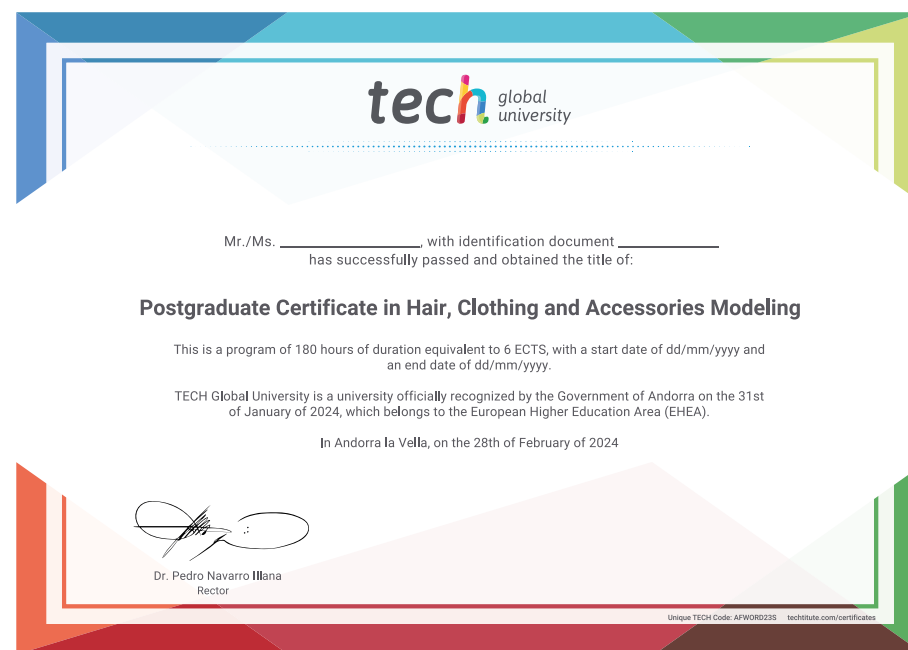 tech global
university
Mr./Ms. ____________, with identification document ____________
has successfully passed and obtained the title of:
Postgraduate Certificate in Hair, Clothing and Accessories Modeling
This is a program of 180 hours of duration equivalent to 6 ECTS, with a start date of dd/mm/yyyy and
an end date of dd/mm/yyyy.
TECH Global University is a university officially recognized by the Government of Andorra on the 31st
of January of 2024, which belongs to the European Higher Education Area (EHEA).
In Andorra la Vella, on the 28th of February of 2024
Dr. Pedro Navarro Illana
Rector
Unique TECH Code: AFWORD23S techtitute.com/certificates